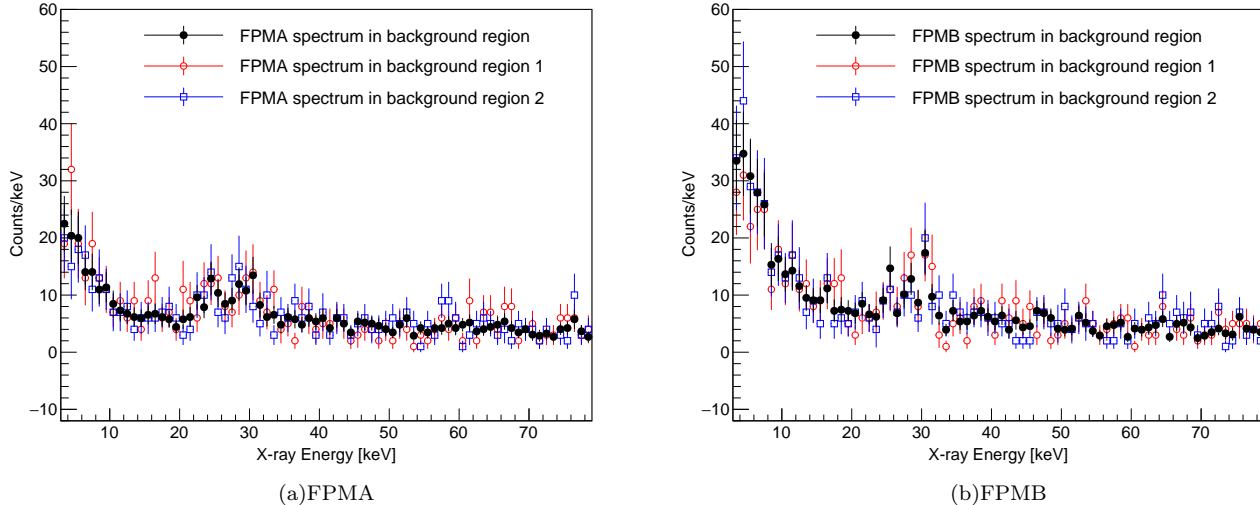 60
50
40
30
20
10
0
−10
Counts/keV
FPMA spectrum in background region
FPMA spectrum in background region 1
FPMA spectrum in background region 2
10 20 30 40 50 60 70
X-ray Energy [keV]
(a)FPMA
60
50
40
30
20
10
0
−10
Counts/keV
FPMB spectrum in background region
FPMB spectrum in background region 1
FPMB spectrum in background region 2
10 20 30 40 50 60 70
X-ray Energy [keV]
(b)FPMB